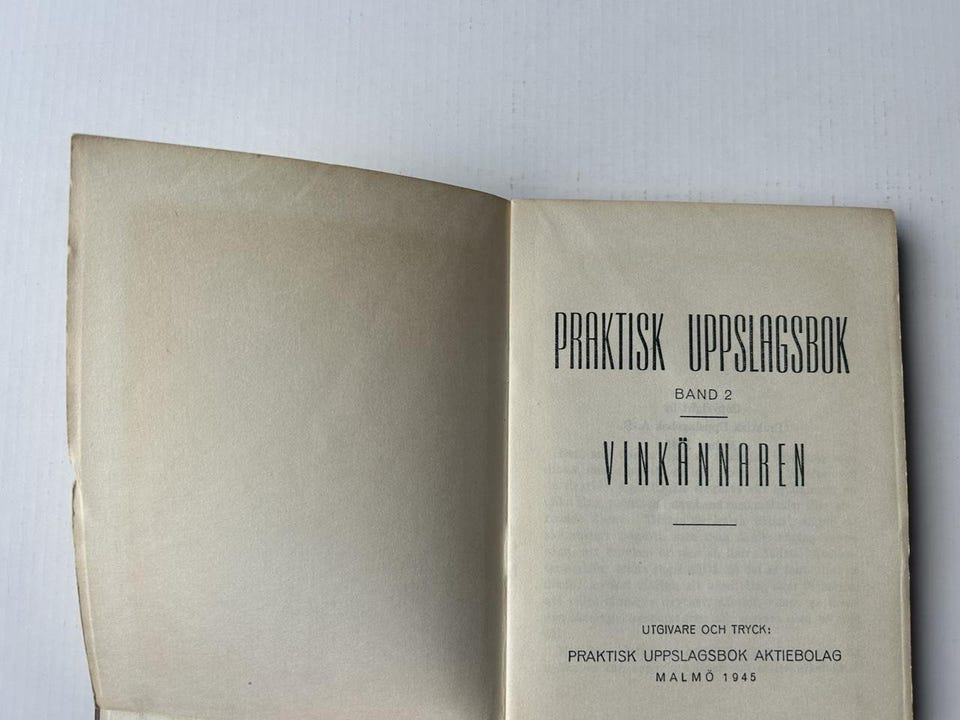 PRAKTISK UPPSLAGSBOK
BAND 2
VINKÄNNAREN
UTGIVARE OCH TRYCK:
PRAKTISK UPPSLAGSBOK AKTIEBOLAG
MALMÖ 1945